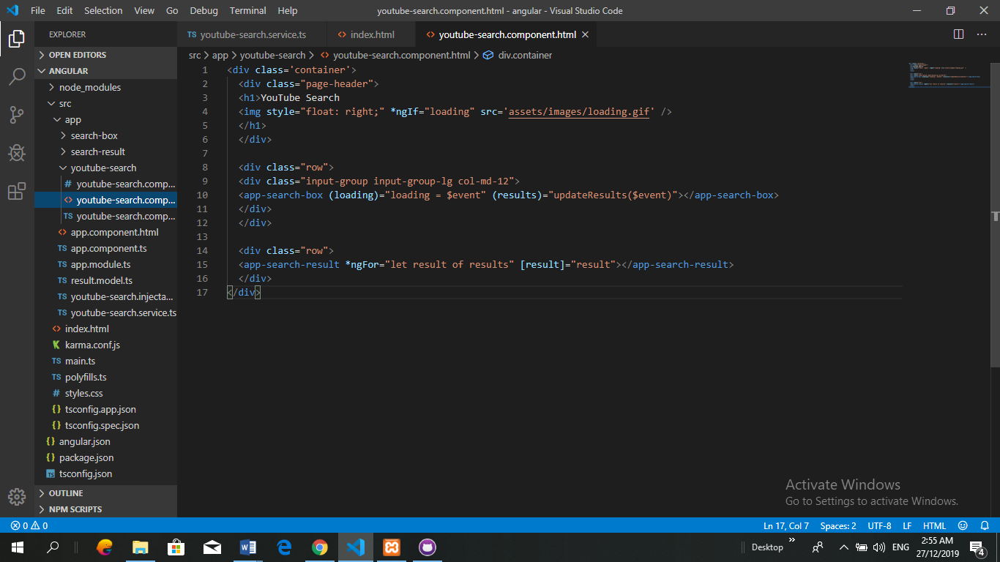 File Edit Selection View Go Debug Terminal Help youtube-search.component.html - angular - Visual Studio Code
EXPLORER
OPEN EDITORS
ANGULAR
node_modules
src
app
search-box
search-result
youtube-search
# youtube-search.comp...
<> youtube-search.comp...
TS youtube-search.comp...
<> app.component.html
TS app.component.ts
TS app.module.ts
TS result.model.ts
TS youtube-search.injecta...
TS youtube-search.service.ts
<> index.html
karma.conf.js
TS main.ts
TS polyfills.ts
# styles.css
{} tsconfig.app.json
{} tsconfig.spec.json
{} angular.json
{} package.json
TS tsconfig.json
OUTLINE
NPM SCRIPTS
TS youtube-search.service.ts <> index.html <> youtube-search.component.html
src > app > youtube-search > <> youtube-search.component.html > div.container
1 <div class='container'>
2 <div class="page-header">
3 <h1>YouTube Search
4 <img style="float: right;" *ngIf="loading" src='assets/images/loading.gif' />
5 </h1>
6 </div>
7
8 <div class="row">
9 <div class="input-group input-group-lg col-md-12">
10 <app-search-box (loading)="loading = $event" (results)="updateResults($event)"></app-search-box>
11 </div>
12 </div>
13
14 <div class="row">
15 <app-search-result *ngFor="let result of results" [result]="result"></app-search-result>
16 </div>
17 </div>
Activate Windows
Go to Settings to activate Windows.
0 0 Ln 17, Col 7 Spaces: 2 UTF-8 LF HTML
Desktop ENG 2:55 AM
27/12/2019 4